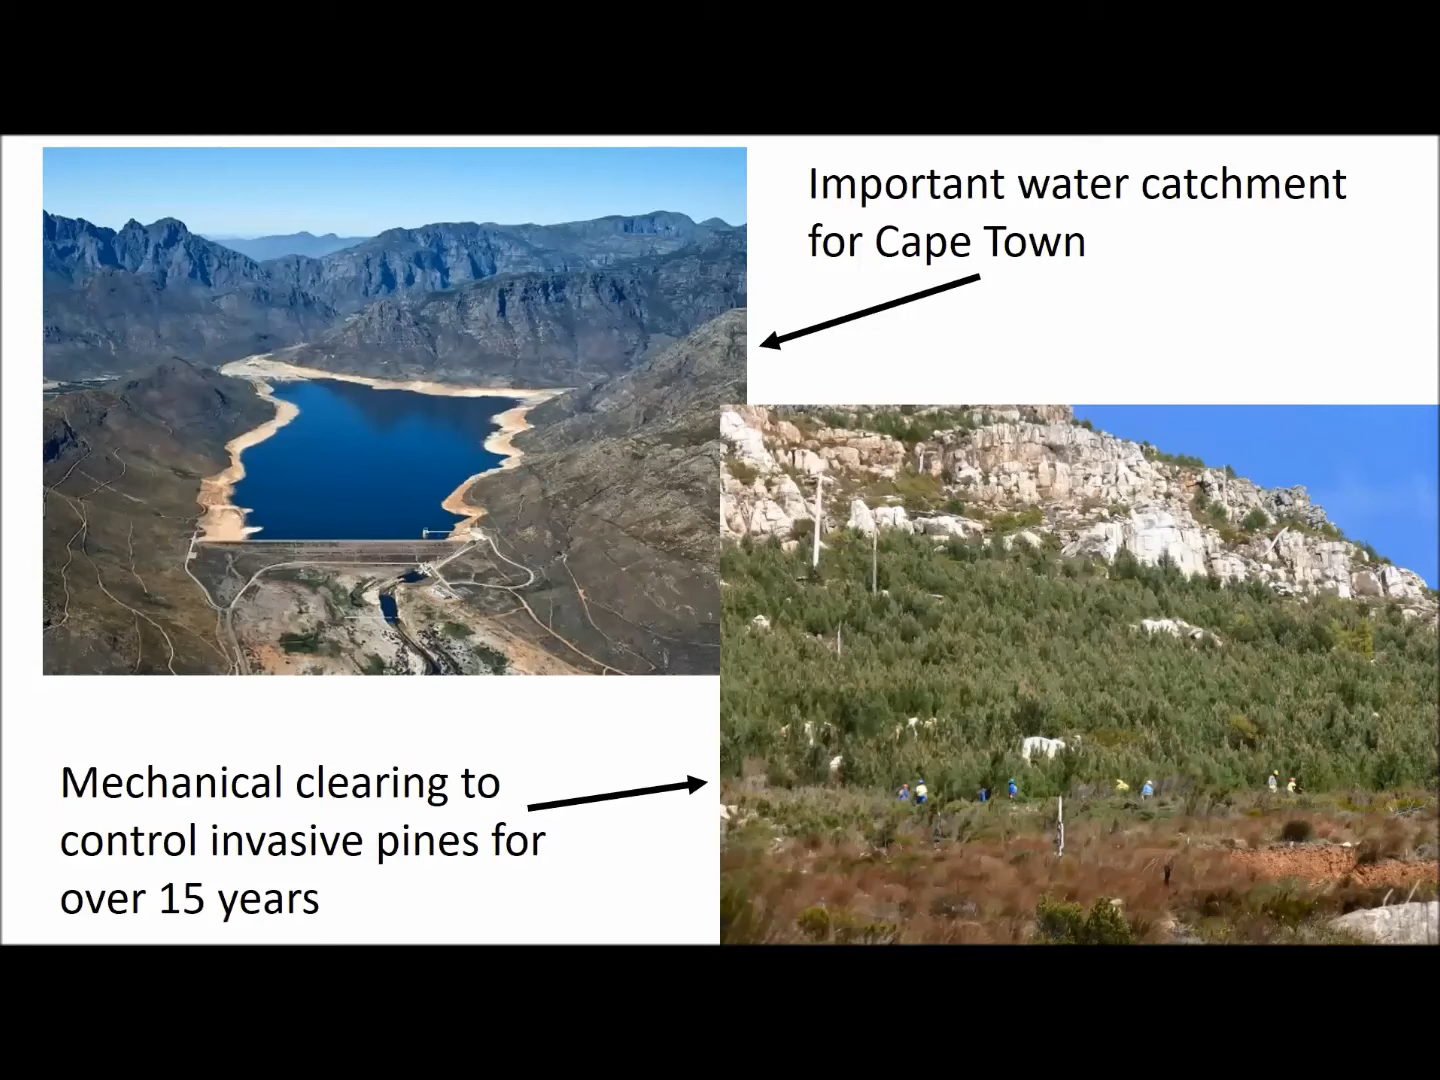 Important water catchment
for Cape Town
Mechanical clearing to
control invasive pines for
over 15 years